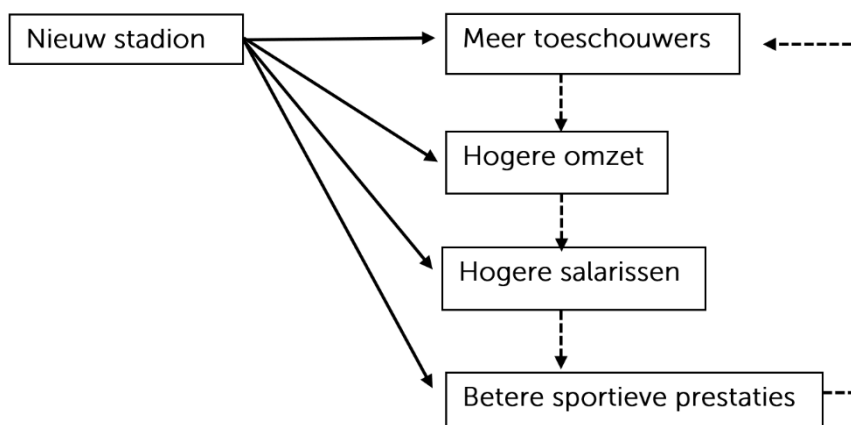 Nieuw stadion
Meer toeschouwers
Hogere omzet
Hogere salarissen
Betere sportieve prestaties